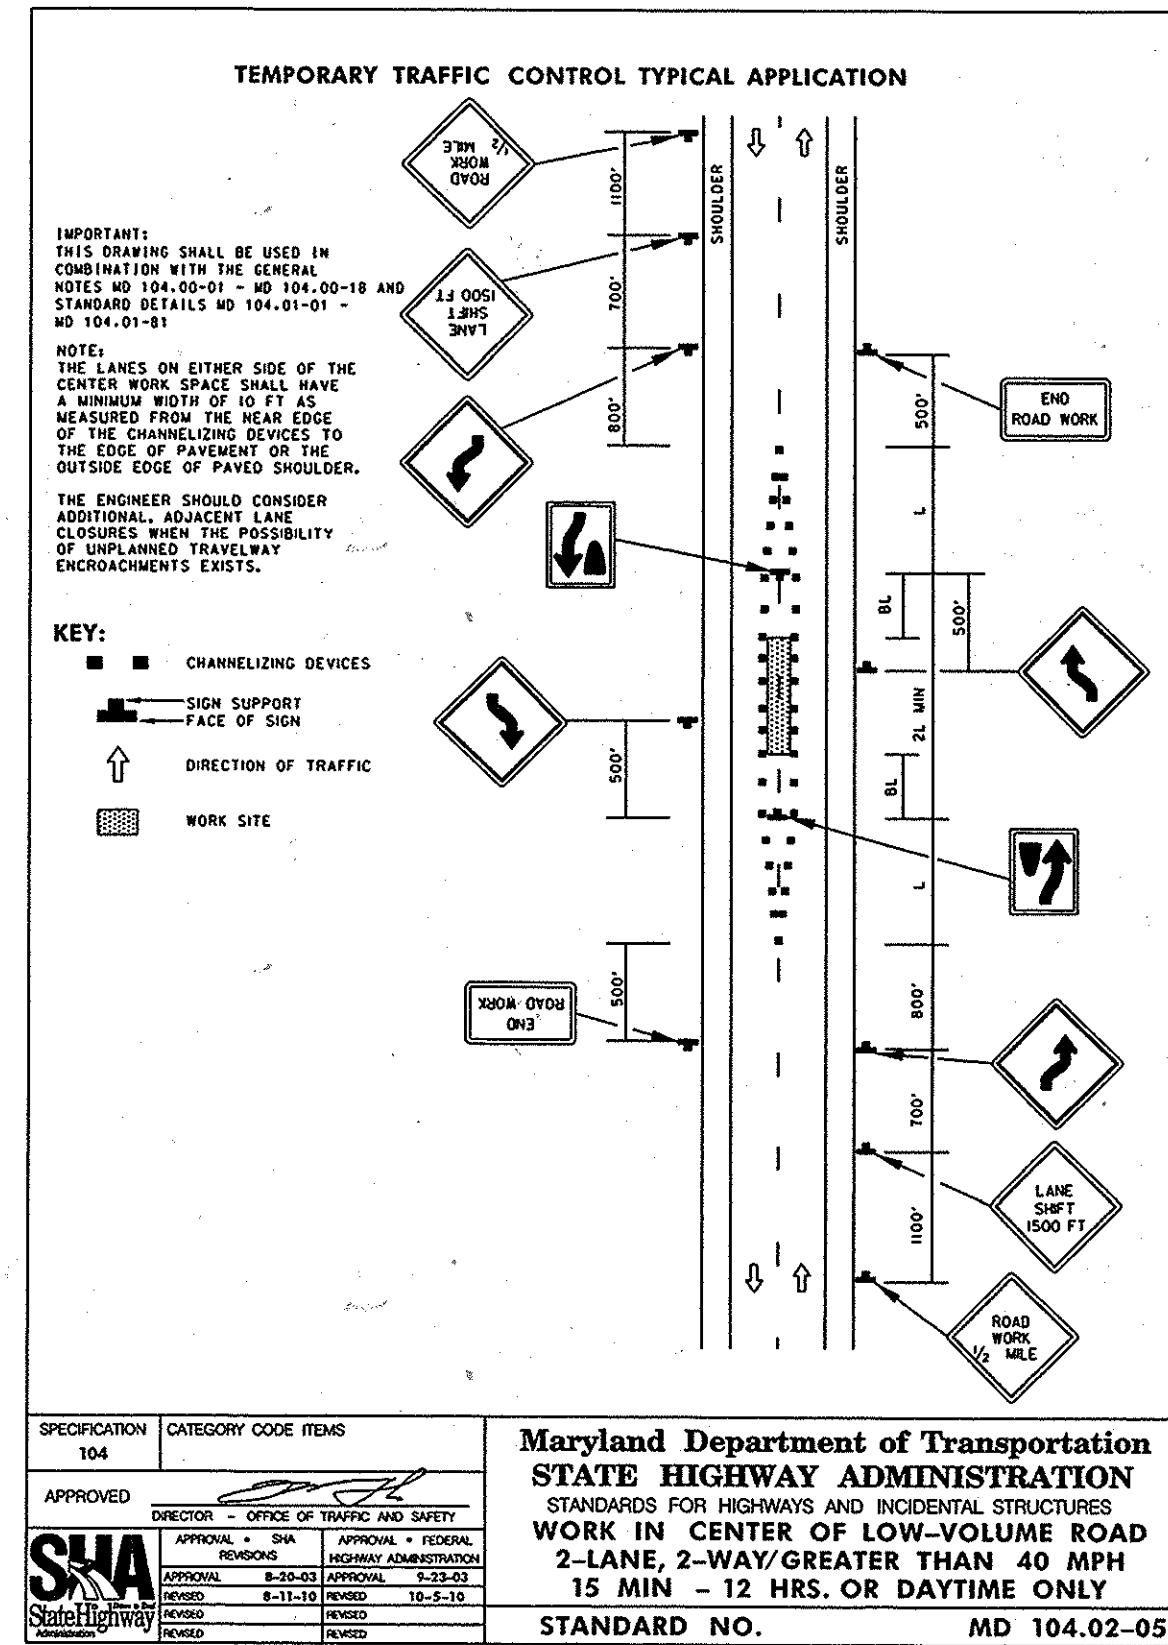 TEMPORARY TRAFFIC CONTROL TYPICAL APPLICATION
ROAD
WORK
1/2 MILE
1100'
SHOULDER
SHOULDER
IMPORTANT:
THIS DRAWING SHALL BE USED IN
COMBINATION WITH THE GENERAL
NOTES MD 104.00-01 - MD 104.00-18 AND
STANDARD DETAILS MD 104.01-01 -
MD 104.01-81
LANE
SHIFT
1500 FT
700'
NOTE:
THE LANES ON EITHER SIDE OF THE
CENTER WORK SPACE SHALL HAVE
A MINIMUM WIDTH OF 10 FT AS
MEASURED FROM THE NEAR EDGE
OF THE CHANNELIZING DEVICES TO
THE EDGE OF PAVEMENT OR THE
OUTSIDE EDGE OF PAVED SHOULDER.
800'
500'
END
ROAD WORK
THE ENGINEER SHOULD CONSIDER
ADDITIONAL, ADJACENT LANE
CLOSURES WHEN THE POSSIBILITY
OF UNPLANNED TRAVELWAY
ENCROACHMENTS EXISTS.
L
BL
500'
KEY:
CHANNELIZING DEVICES
SIGN SUPPORT
FACE OF SIGN
DIRECTION OF TRAFFIC
WORK SITE
500'
2L MIN
BL
L
500'
END
ROAD WORK
800'
700'
LANE
SHIFT
1500 FT
1100'
ROAD
WORK
1/2 MILE
SPECIFICATION
104
CATEGORY CODE ITEMS
APPROVED
DIRECTOR - OFFICE OF TRAFFIC AND SAFETY
SHA
State Highway
Administration
APPROVAL • SHA
REVISIONS
APPROVAL • FEDERAL
HIGHWAY ADMINISTRATION
APPROVAL 8-20-03 APPROVAL 9-23-03
REVISED 8-11-10 REVISED 10-5-10
REVISED REVISED
REVISED REVISED
Maryland Department of Transportation
STATE HIGHWAY ADMINISTRATION
STANDARDS FOR HIGHWAYS AND INCIDENTAL STRUCTURES
WORK IN CENTER OF LOW-VOLUME ROAD
2-LANE, 2-WAY/GREATER THAN 40 MPH
15 MIN - 12 HRS. OR DAYTIME ONLY
STANDARD NO. MD 104.02-05